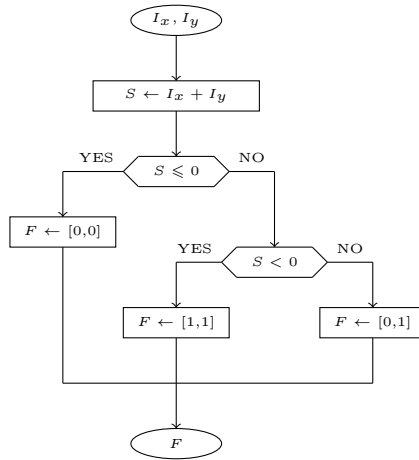 I_x, I_y
S ← I_x + I_y
YES
NO
S ⩽ 0
F ← [0,0]
YES
NO
S < 0
F ← [1,1]
F ← [0,1]
F